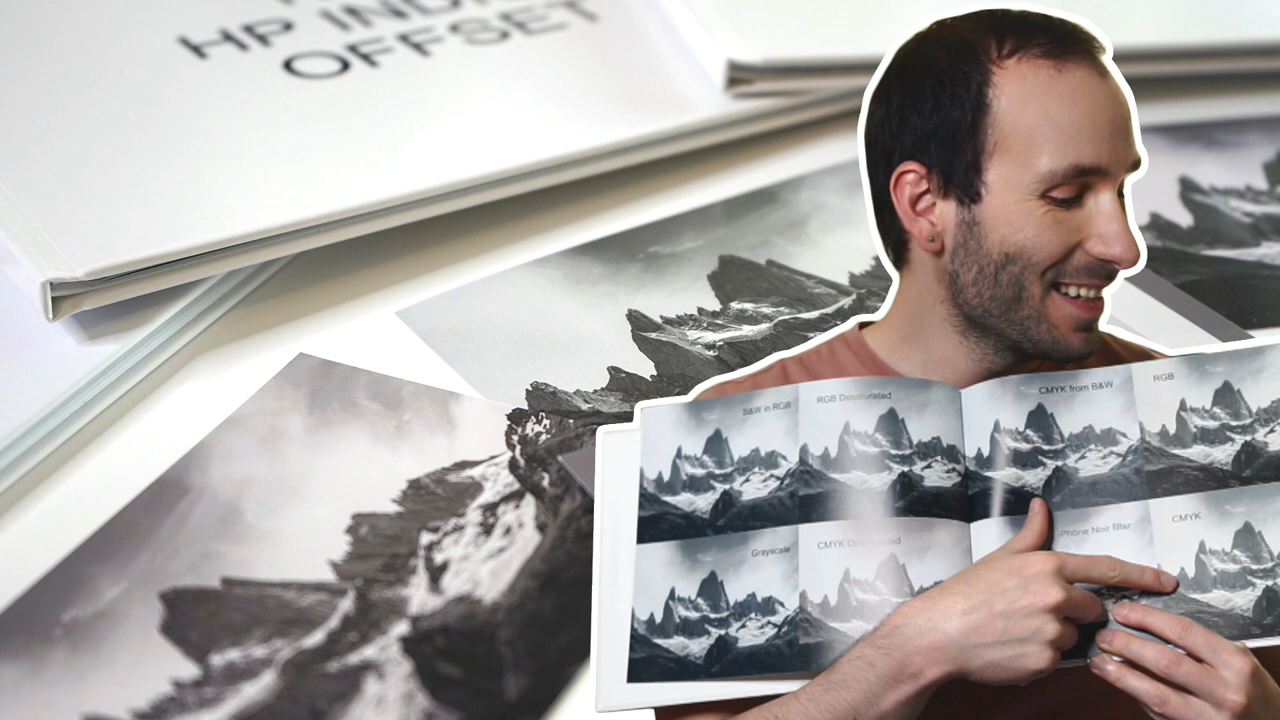 HP INDI
OFFSET
B&W in RGB
RGB Desaturated
CMYK from B&W
RGB
Grayscale
CMYK Desaturated
iPhone Noir filter
CMYK